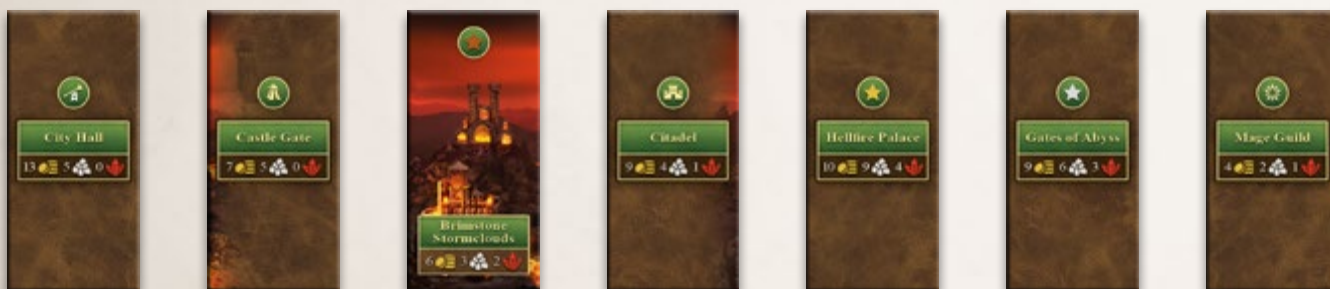 City Hall
13 5 0
Castle Gate
7 5 0
Brimstone
Stormclouds
6 3 2
Citadel
9 4 1
Hellfire Palace
10 9 4
Gates of Abyss
9 6 3
Mage Guild
4 2 1